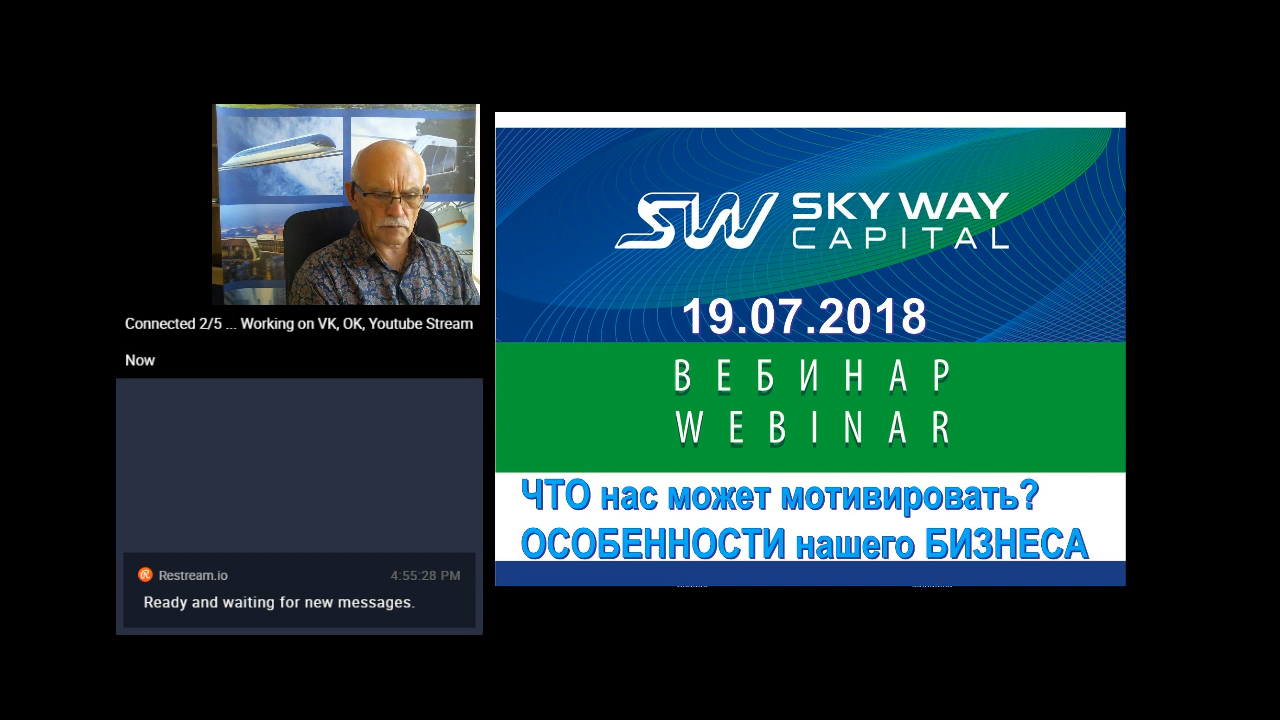 Connected 2/5 ... Working on VK, OK, Youtube Stream
Now
Restream.io 4:55:28 PM
Ready and waiting for new messages.
SW SKY WAY
CAPITAL
19.07.2018
ВЕБИНАР
WEBINAR
ЧТО нас может мотивировать?
ОСОБЕННОСТИ нашего БИЗНЕСА